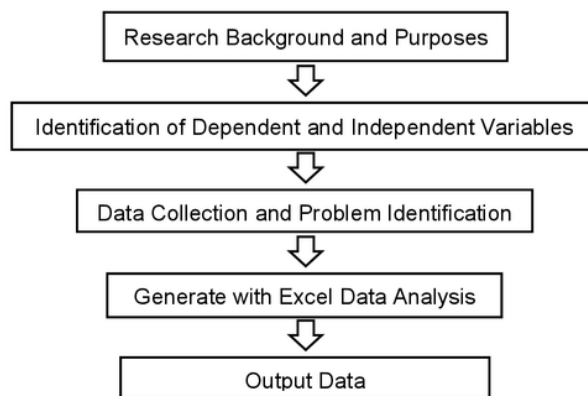 Research Background and Purposes
Identification of Dependent and Independent Variables
Data Collection and Problem Identification
Generate with Excel Data Analysis
Output Data